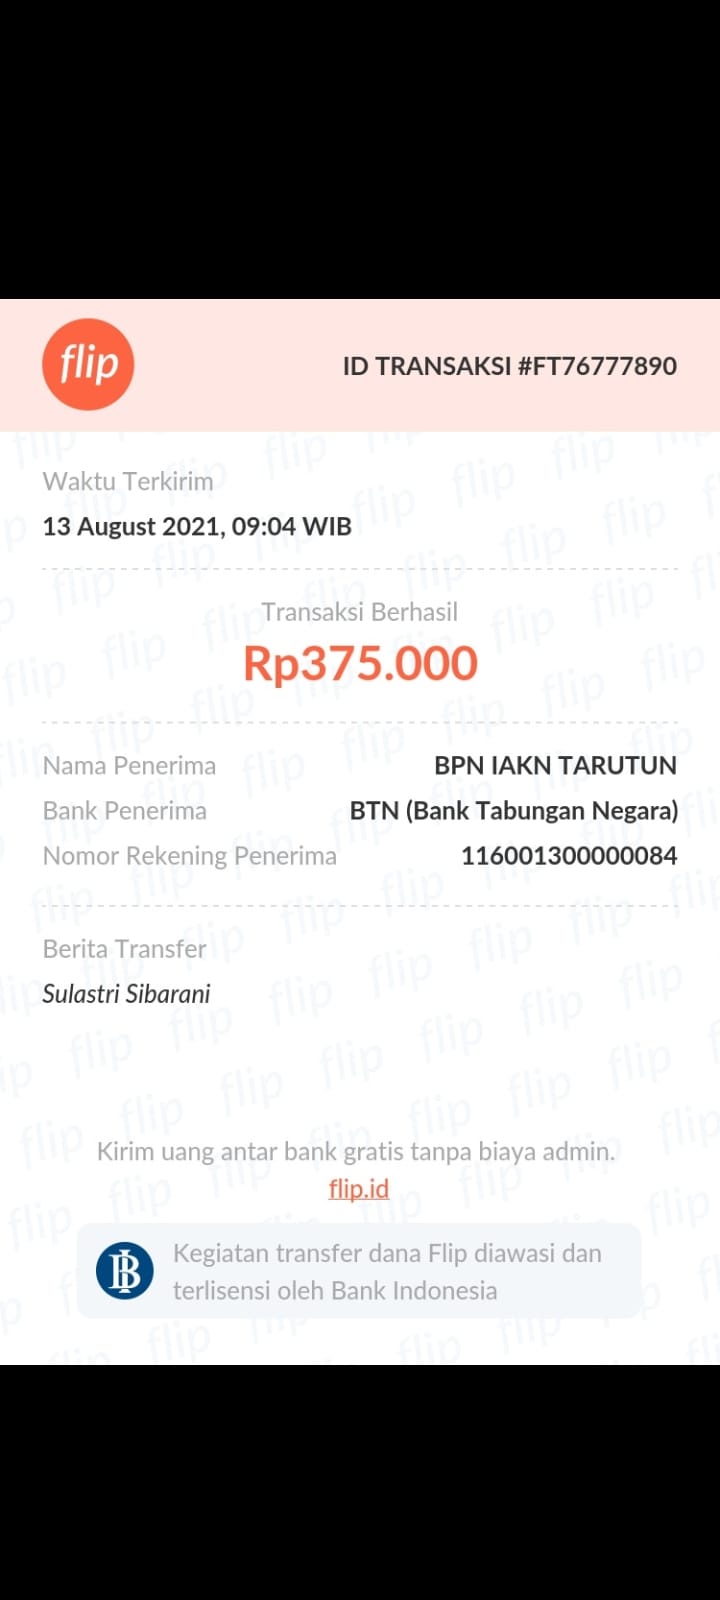 flip
ID TRANSAKSI #FT76777890
Waktu Terkirim
13 August 2021, 09:04 WIB
Transaksi Berhasil
Rp375.000
Nama Penerima BPN IAKN TARUTUN
Bank Penerima BTN (Bank Tabungan Negara)
Nomor Rekening Penerima 116001300000084
Berita Transfer
Sulastri Sibarani
Kirim uang antar bank gratis tanpa biaya admin.
flip.id
Kegiatan transfer dana Flip diawasi dan
terlisensi oleh Bank Indonesia